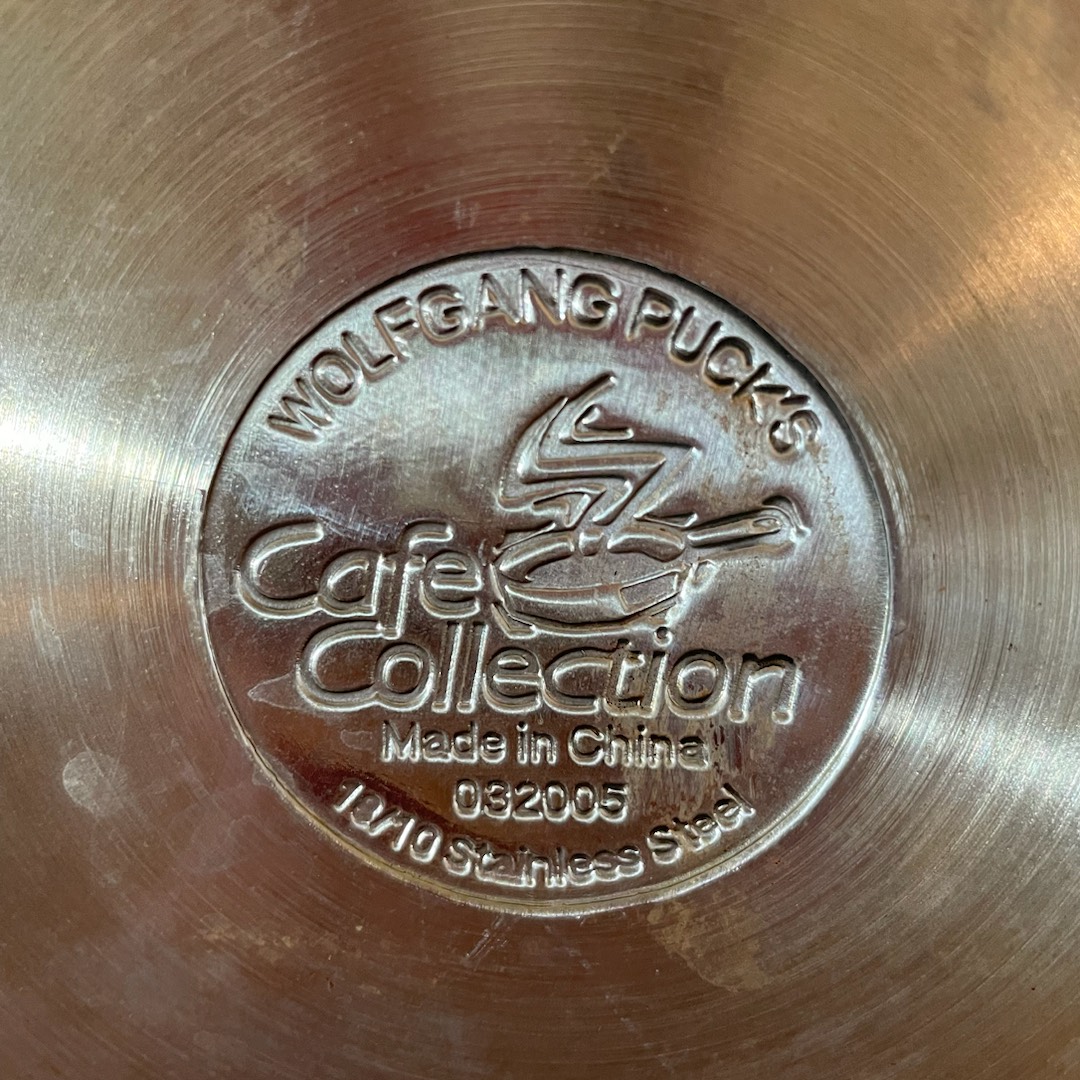 WOLFGANG PUCK'S
Cafe
Collection
Made in China
032005
18/10 Stainless Steel